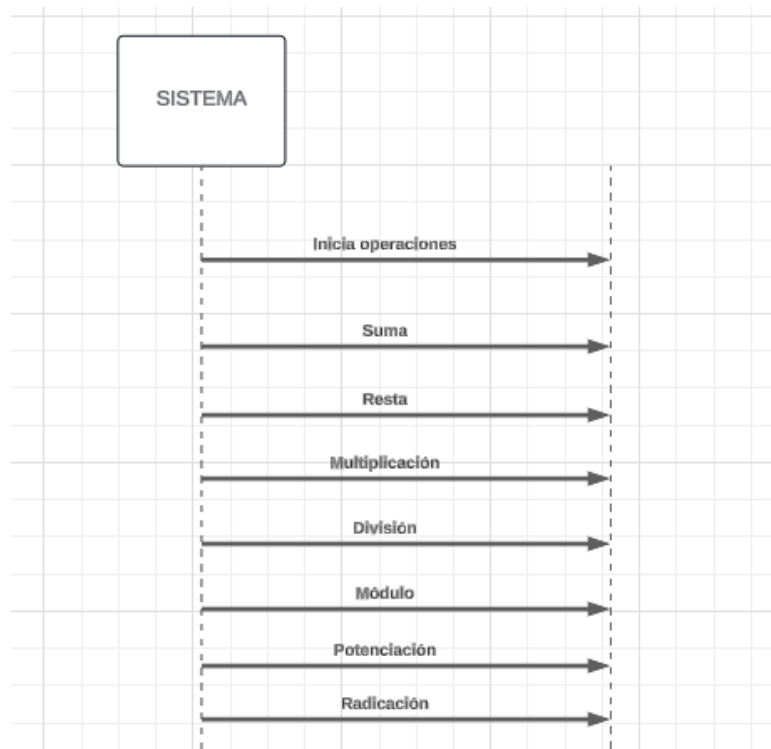 SISTEMA
Inicia operaciones
Suma
Resta
Multiplicación
División
Módulo
Potenciación
Radicación